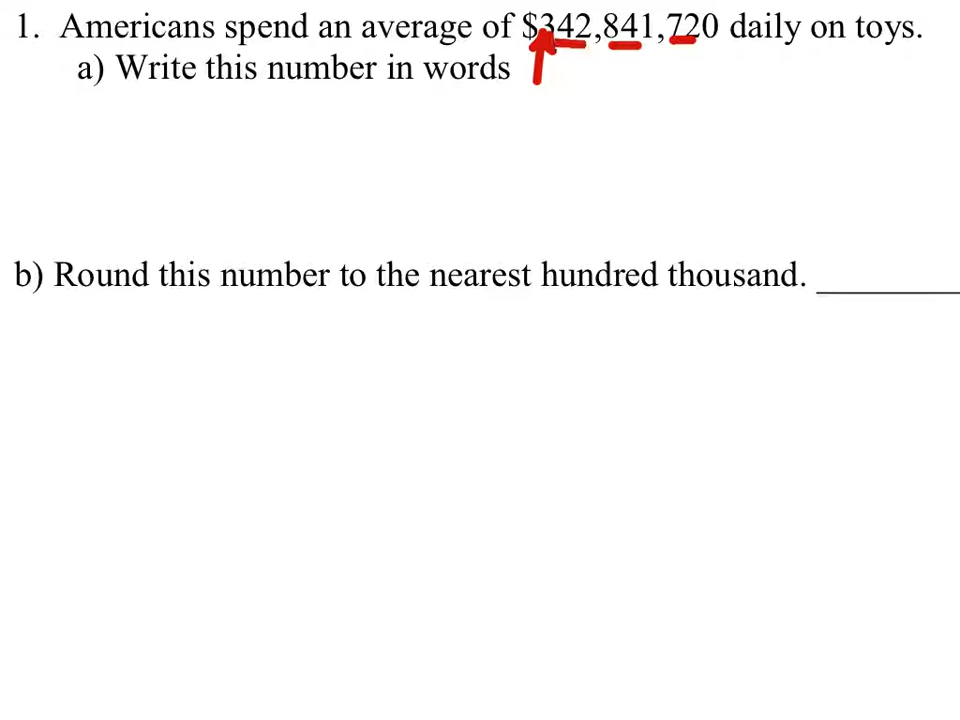 1. Americans spend an average of $342,841,720 daily on toys.
a) Write this number in words
b) Round this number to the nearest hundred thousand. ________